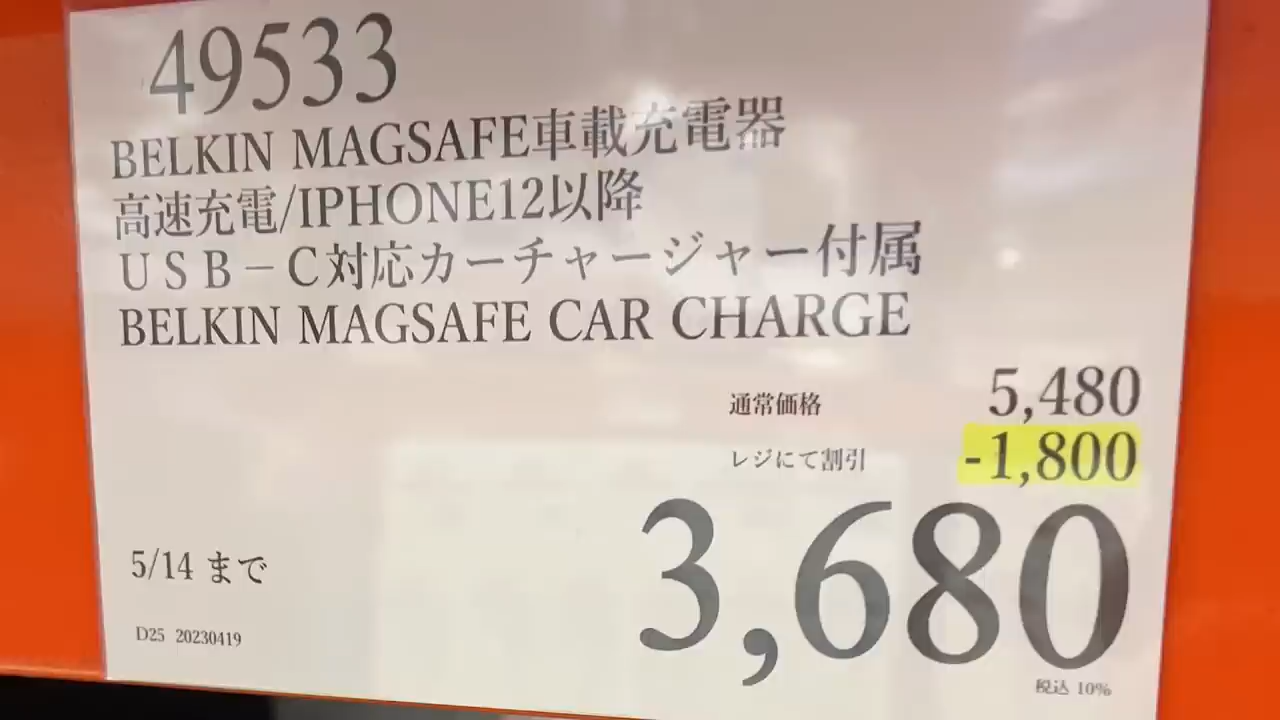 49533
BELKIN MAGSAFE車載充電器
高速充電/IPHONE12以降
ＵＳＢ－Ｃ対応カーチャージャー付属
BELKIN MAGSAFE CAR CHARGE
通常価格 5,480
レジにて割引 -1,800
3,680
5/14 まで
D25 20230419
税込 10%